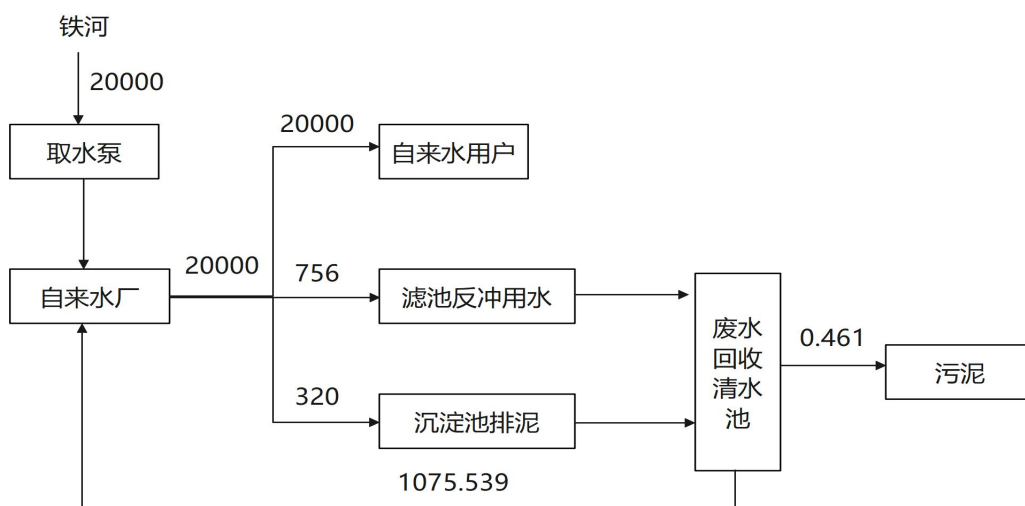 铁河
20000
取水泵
20000
自来水用户
自来水厂
20000
756
滤池反冲用水
320
沉淀池排泥
废水
回收
清水
池
0.461
污泥
1075.539